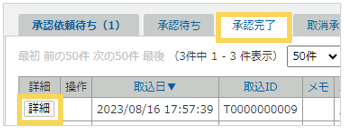 承認依頼待ち（1） 承認待ち 承認完了 取消承
最初 前の50件 次の50件 最後 （3件中 1 - 3 件表示） 50件
詳細 操作 取込日▼ 取込ID メモ
詳細 2023/08/16 17:57:39 T0000000009